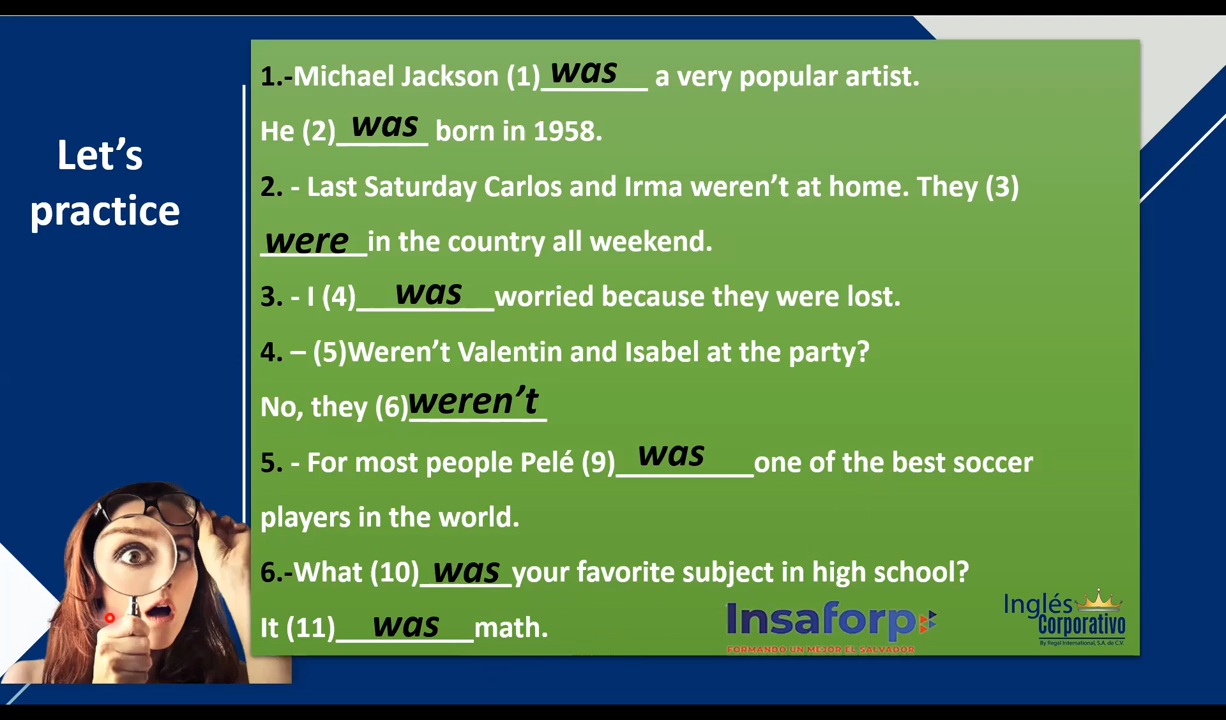 Let's
practice
1.-Michael Jackson (1)was a very popular artist.
He (2)was born in 1958.
2. - Last Saturday Carlos and Irma weren't at home. They (3)
were in the country all weekend.
3. - I (4) was worried because they were lost.
4. – (5)Weren't Valentin and Isabel at the party?
No, they (6)weren't
5. - For most people Pelé (9) was one of the best soccer
players in the world.
6.-What (10) was your favorite subject in high school?
It (11) was math.
Insaforp
FORMANDO UN MEJOR EL SALVADOR
Inglés
Corporativo
By Regal International, S.A. de C.V.